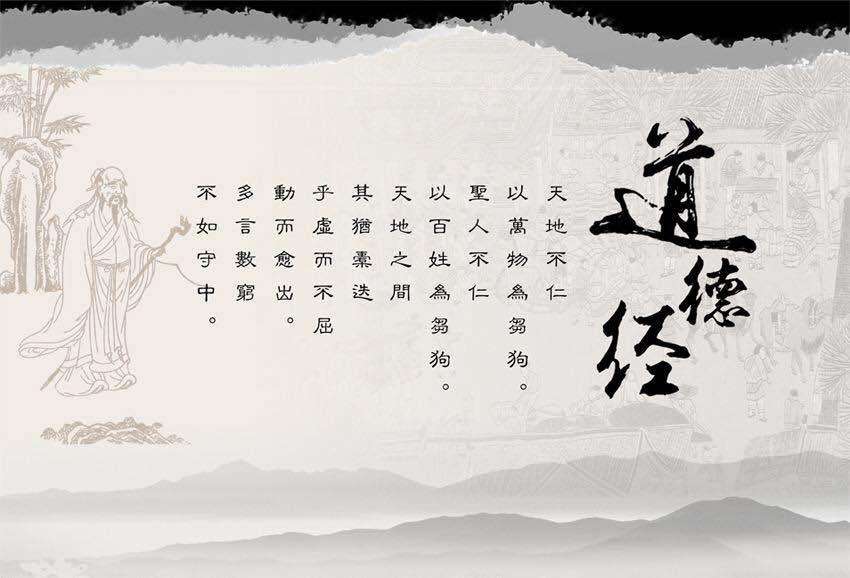 道德经
天地不仁
以萬物為芻狗。
聖人不仁
以百姓為芻狗。
天地之間
其猶橐迭
乎虛而不屈
動而愈出。
多言數窮
不如守中。